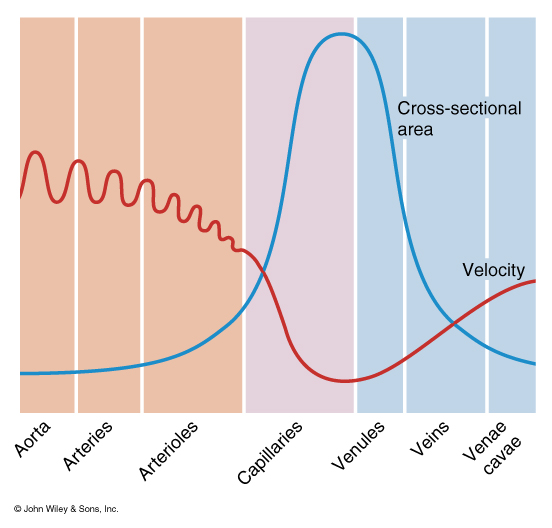 Cross-sectional
area
Velocity
Aorta
Arteries
Arterioles
Capillaries
Venules
Veins
Venae
cavae
© John Wiley & Sons, Inc.